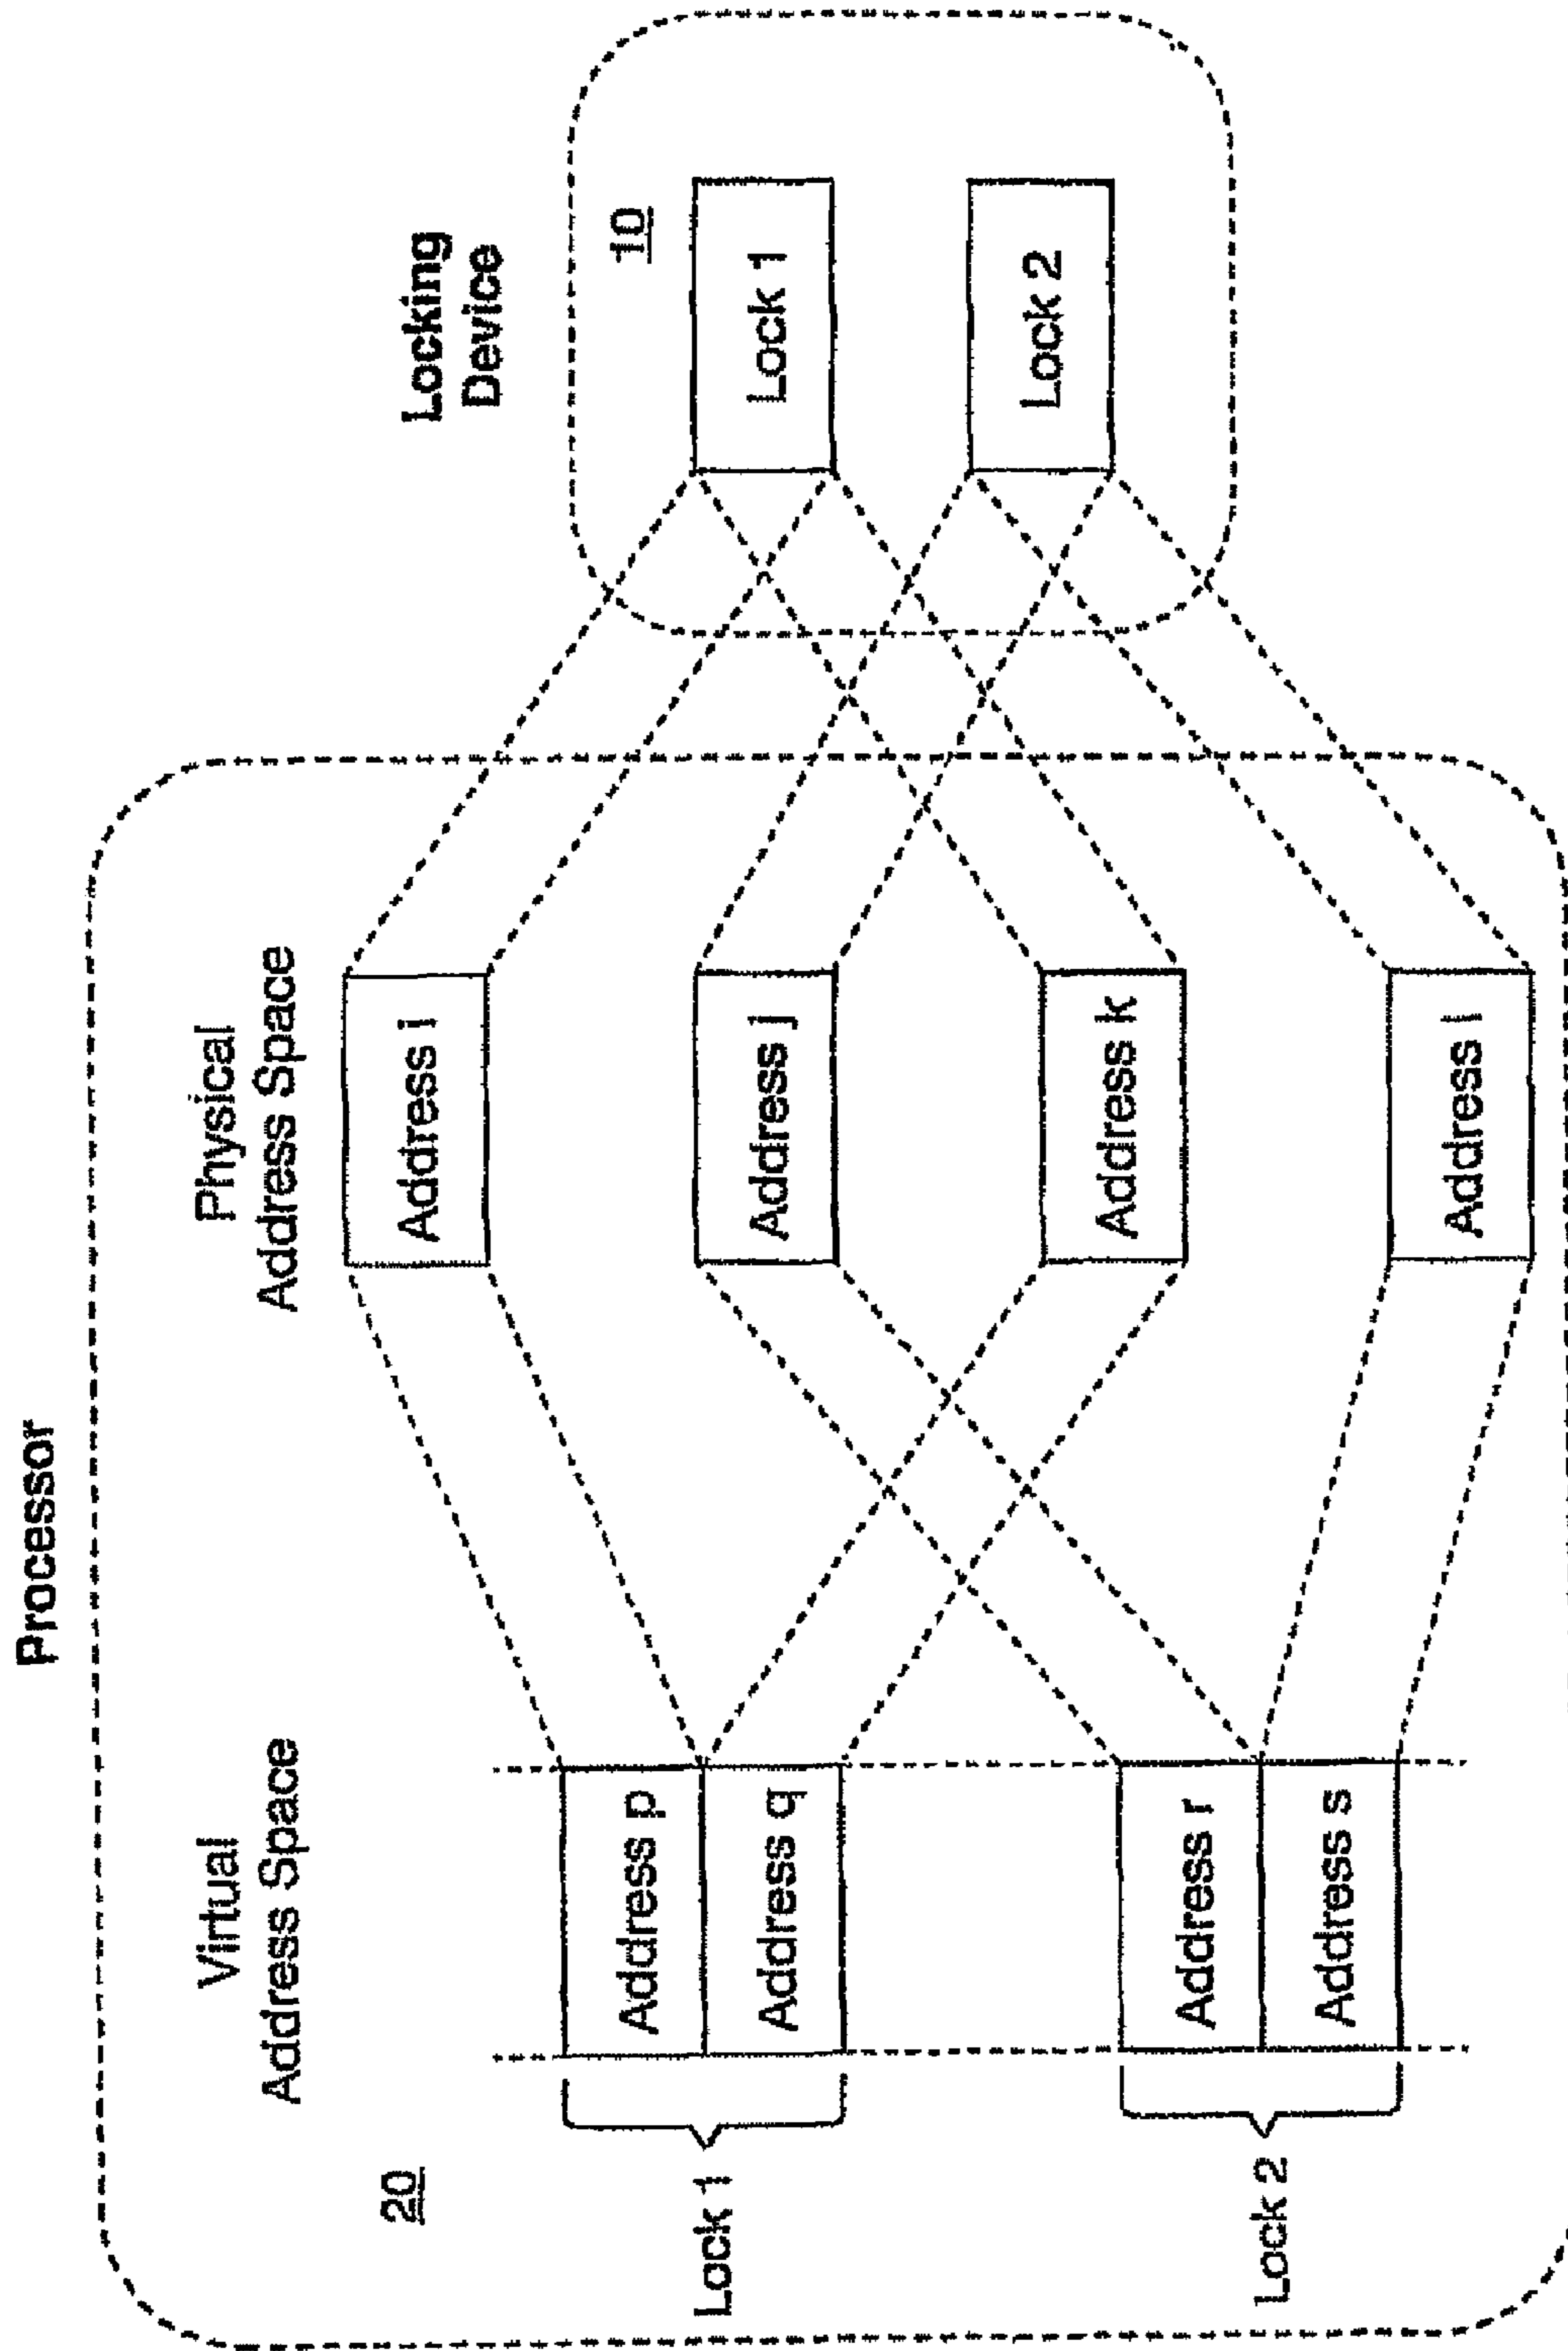 Processor
Virtual
Address Space
Physical
Address Space
Locking
Device
20
10
Lock 1
Address p
Address q
Lock 2
Address r
Address s
Address i
Address j
Address k
Address l
Lock 1
Lock 2